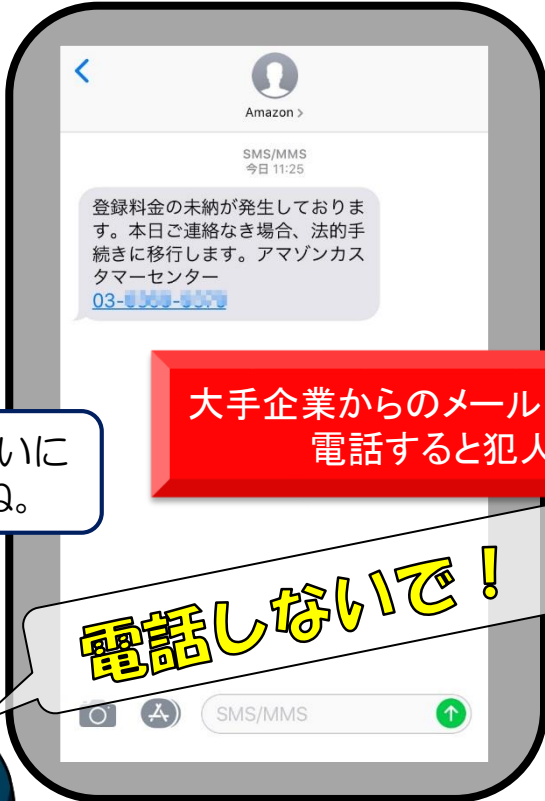 Amazon >
SMS/MMS
今日 11:25
登録料金の未納が発生しておりま
す。本日ご連絡なき場合、法的手
続きに移行します。アマゾンカス
タマーセンター
03-
大手企業からのメール
電話すると犯人
いに
ね。
電話しないで！
SMS/MMS